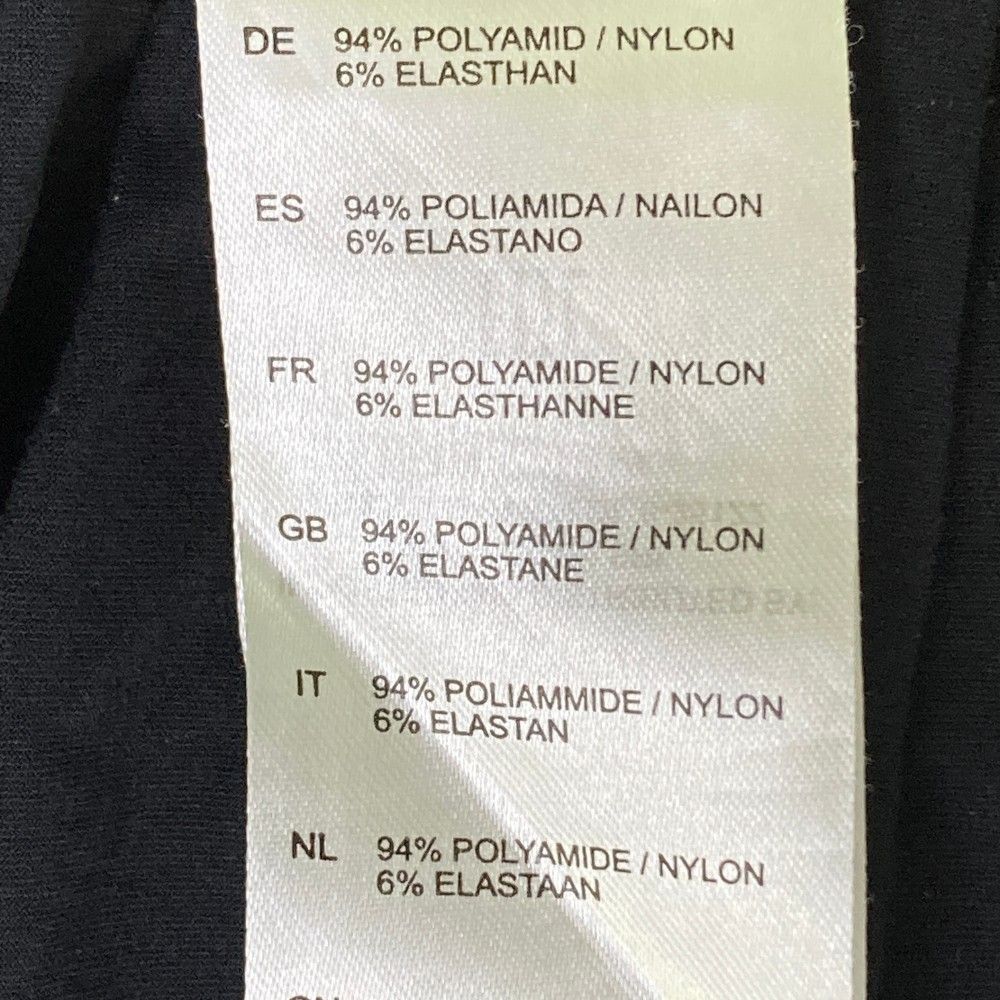 DE 94% POLYAMID / NYLON
6% ELASTHAN
ES 94% POLIAMIDA / NAILON
6% ELASTANO
FR 94% POLYAMIDE / NYLON
6% ELASTHANNE
GB 94% POLYAMIDE / NYLON
6% ELASTANE
IT 94% POLIAMMIDE / NYLON
6% ELASTAN
NL 94% POLYAMIDE / NYLON
6% ELASTAAN